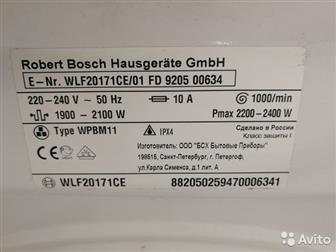 Robert Bosch Hausgeräte GmbH
E-Nr. WLF20171CE/01 FD 9205 00634
220-240 V ~ 50 Hz 10 A 1000/min
1900 - 2100 W Pmax 2200-2400 W
Type WPBM11 IPX4 Сделано в России
Класс защиты I
Изготовитель: ООО "БСХ Бытовые Приборы"
198515, Санкт-Петербург, г. Петергоф,
ул.Карла Сименса, д.1 лит. А
WLF20171CE 882050259470006341
Avito